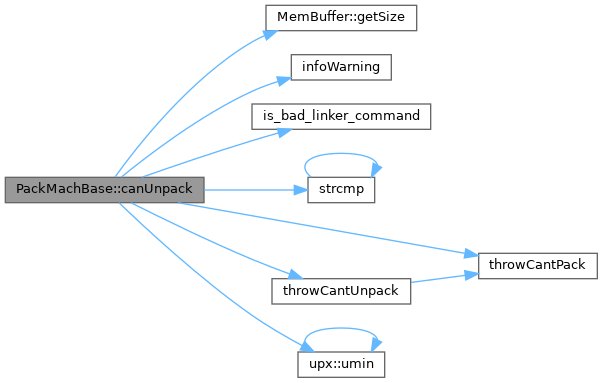 MemBuffer::getSize
infoWarning
is_bad_linker_command
PackMachBase::canUnpack
strcmp
throwCantPack
throwCantUnpack
upx::umin